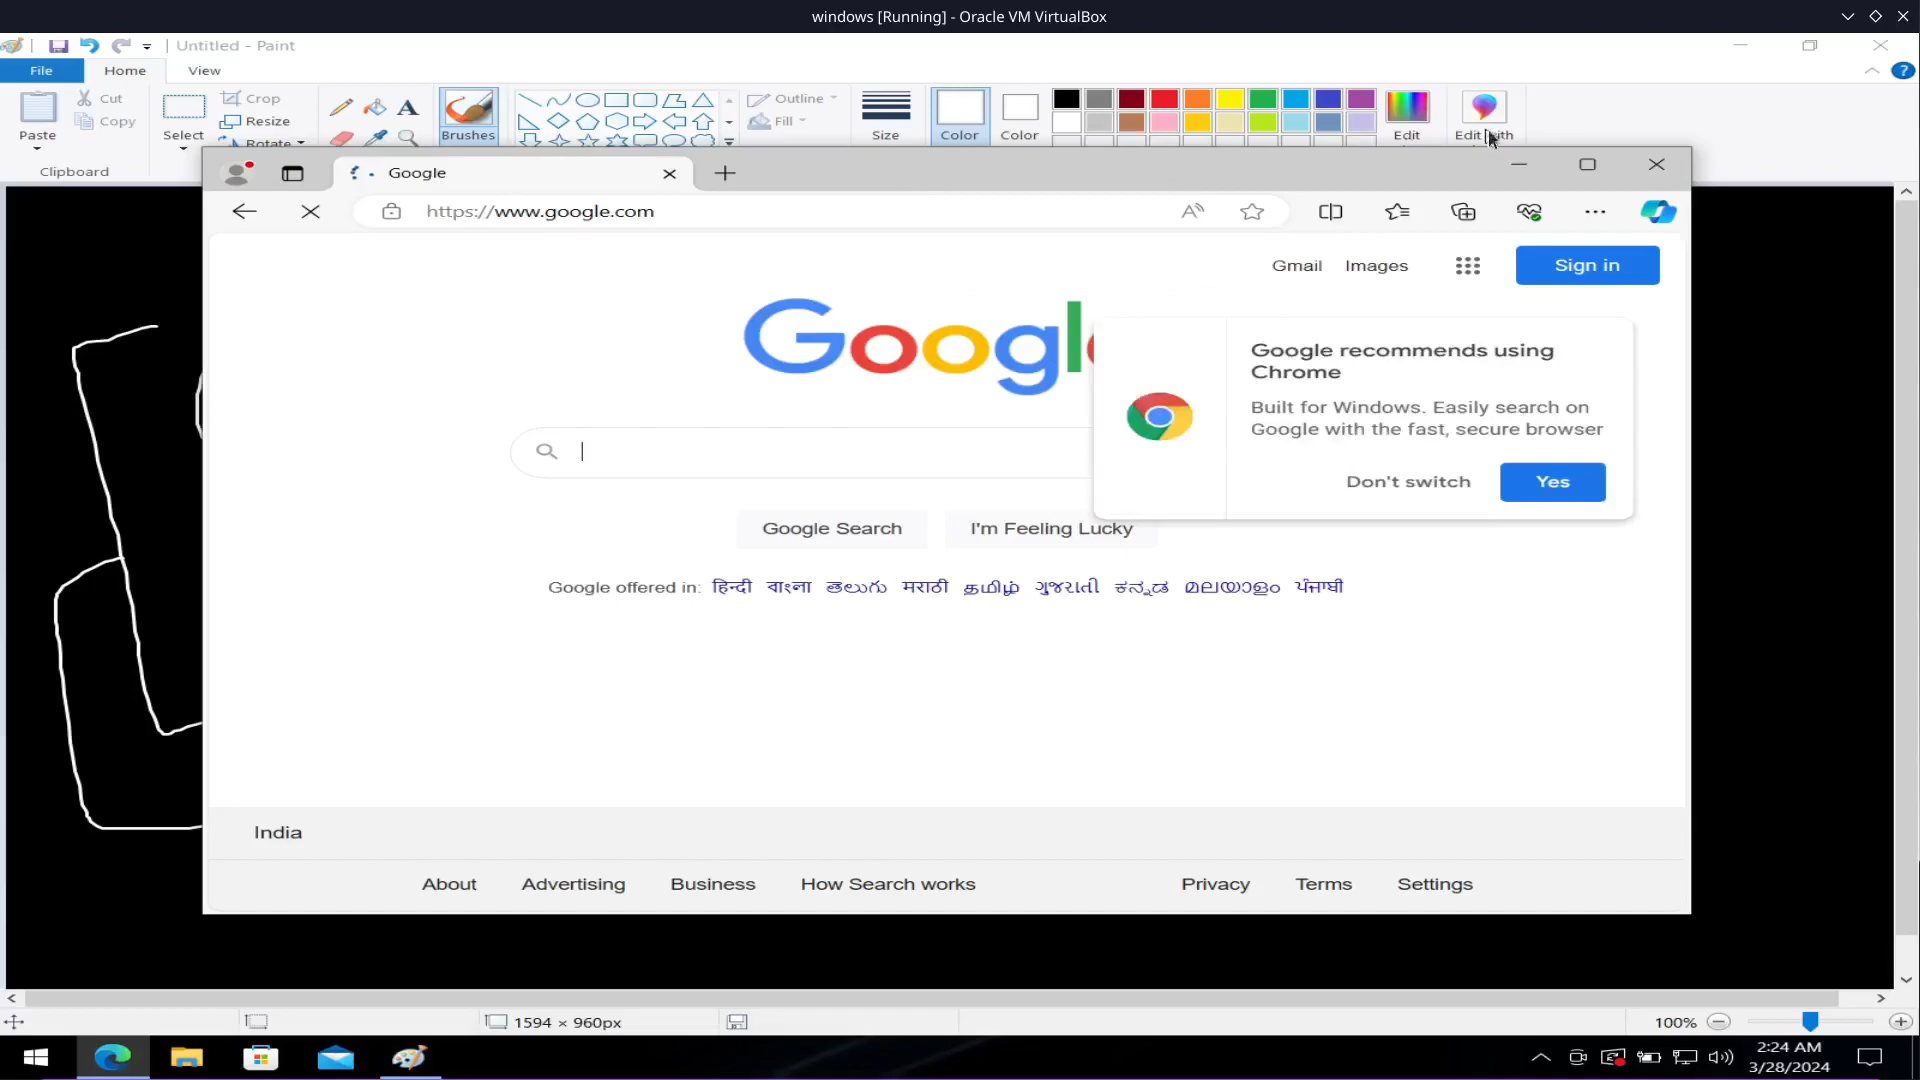 windows [Running] - Oracle VM VirtualBox
Untitled - Paint
File Home View
Paste
Cut
Copy
Clipboard
Select
Crop
Resize
Rotate
A
Brushes
Outline
Fill
Size
Color
Color
Edit
Edit with
Google
https://www.google.com
Gmail Images Sign in
Google
Google recommends using
Chrome
Built for Windows. Easily search on
Google with the fast, secure browser
Don't switch Yes
Google Search I'm Feeling Lucky
Google offered in: हिन्दी বাংলা తెలుగు मराठी தமிழ் ગુજરાતી ಕನ್ನಡ മലയാളം ਪੰਜਾਬੀ
India
About Advertising Business How Search works Privacy Terms Settings
1594 × 960px
100%
2:24 AM
3/28/2024